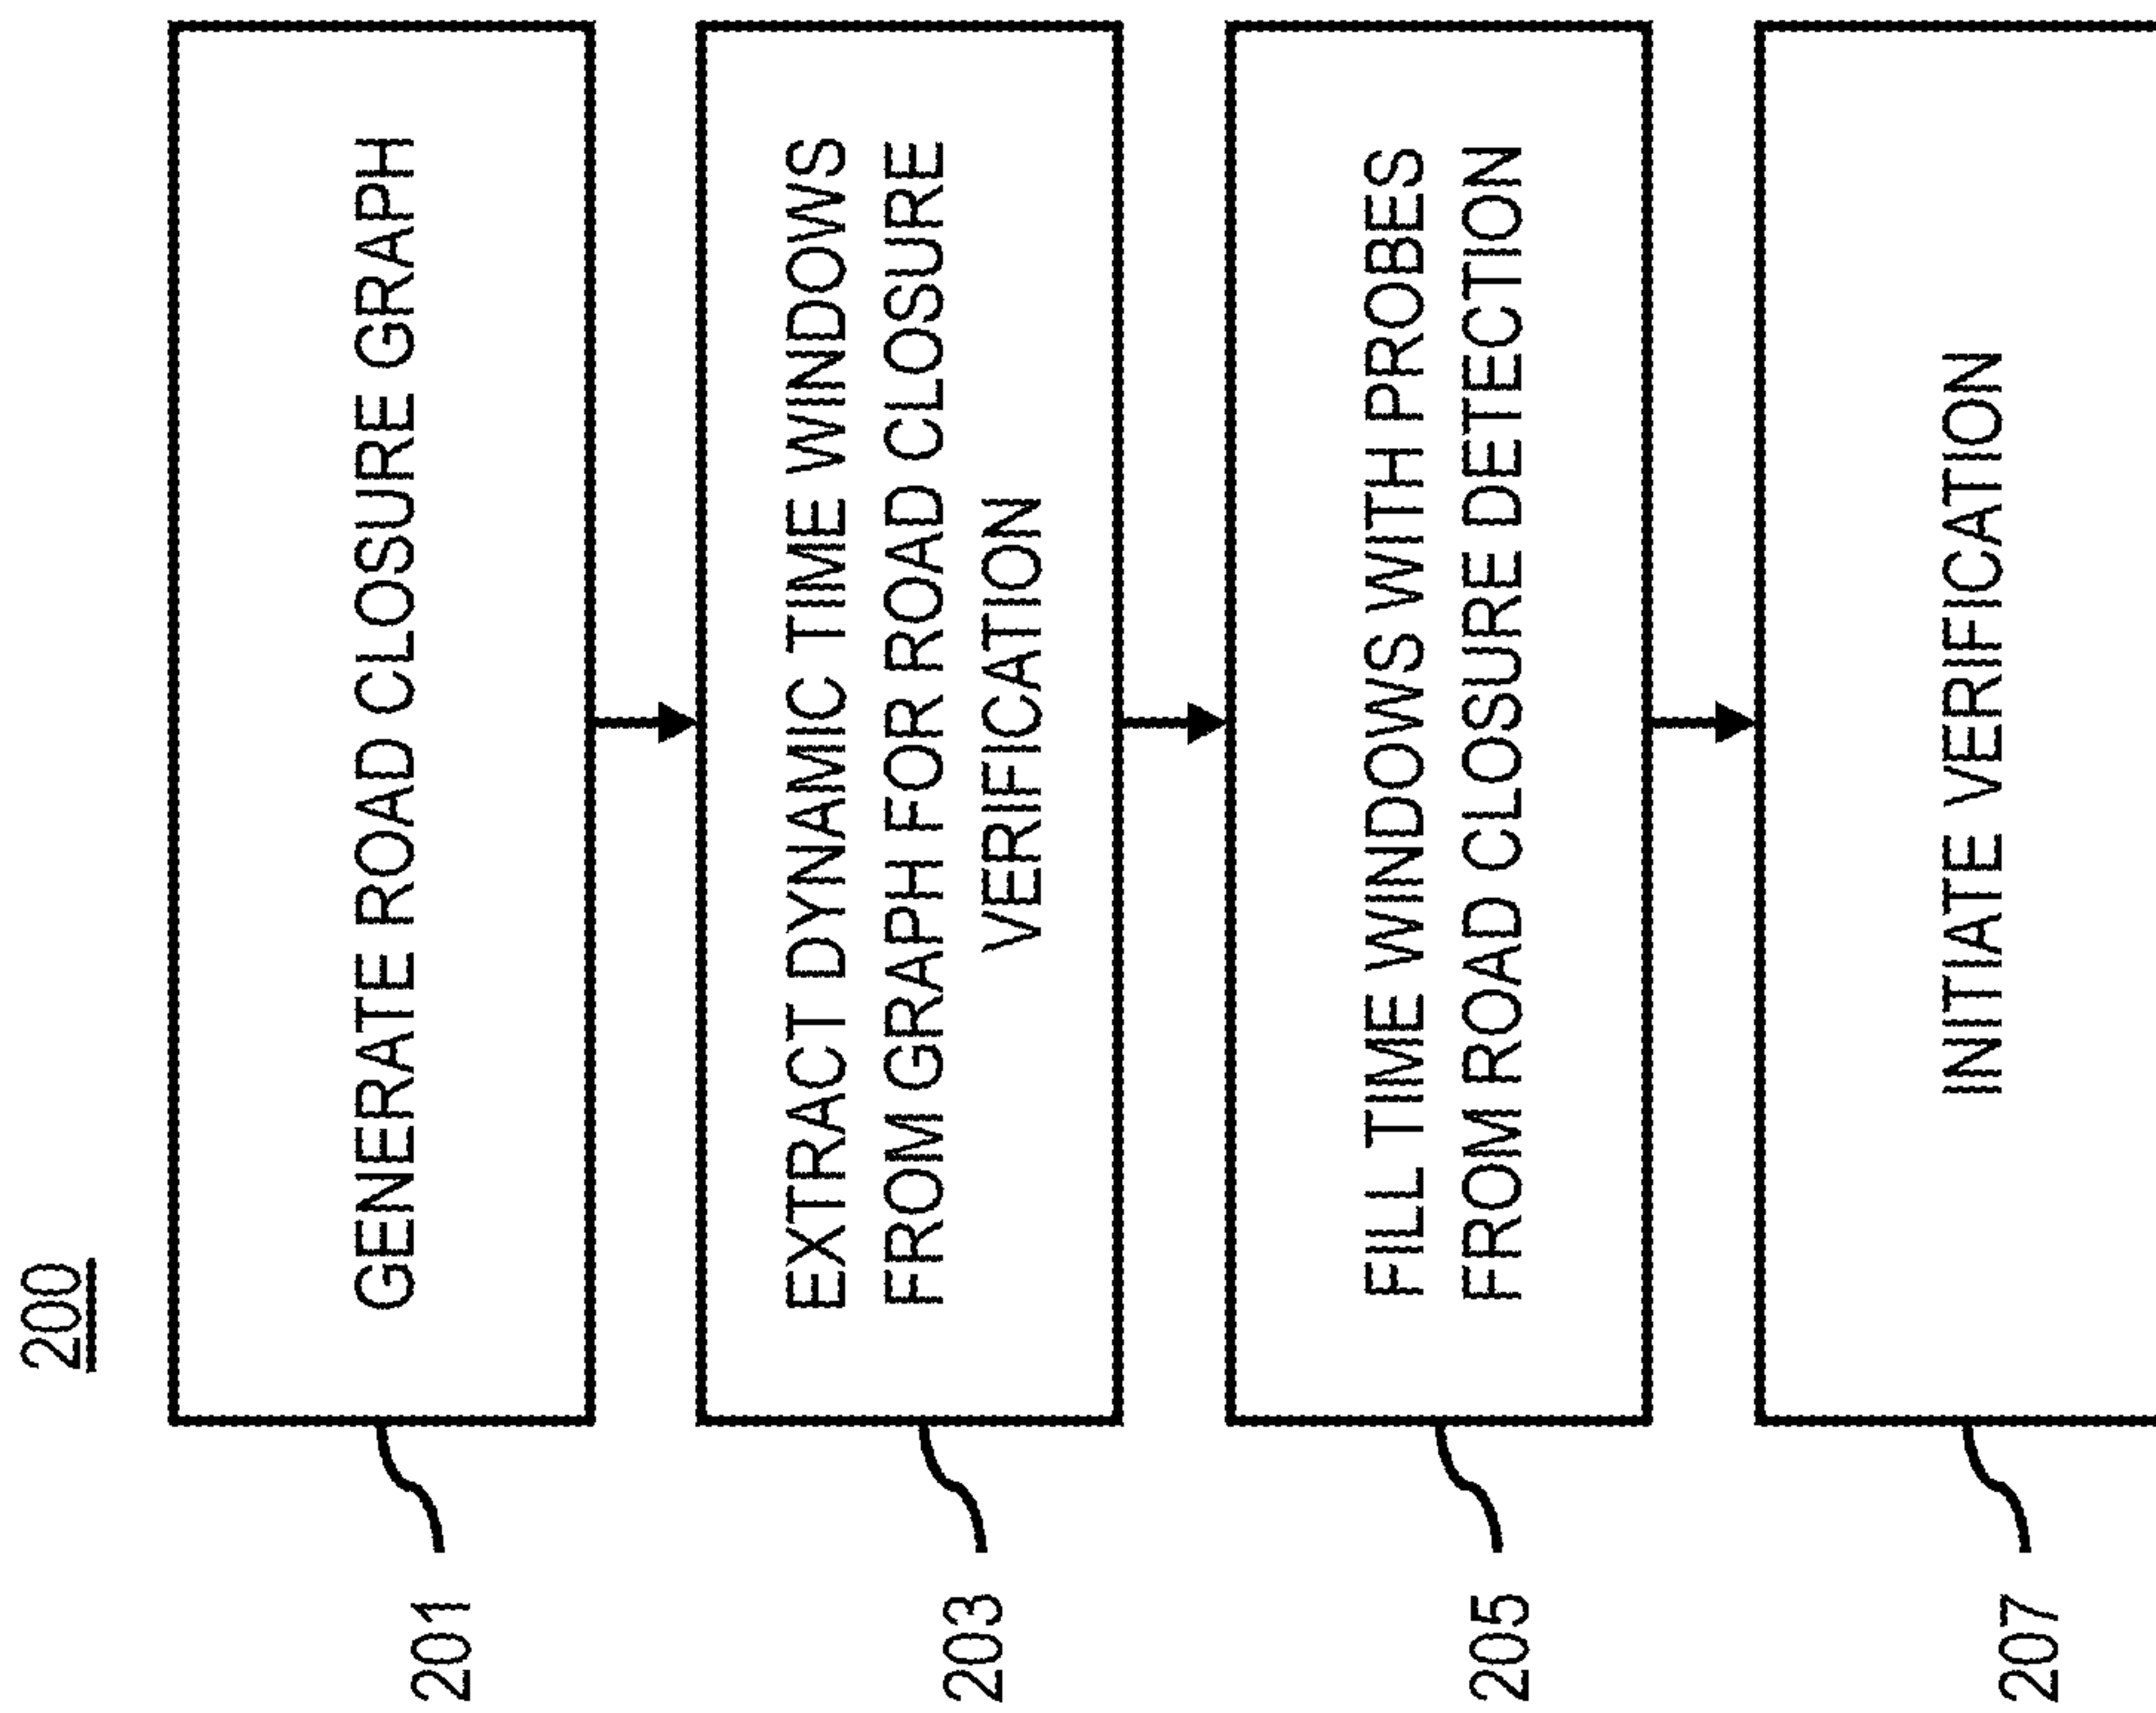 200
201
GENERATE ROAD CLOSURE GRAPH
203
EXTRACT DYNAMIC TIME WINDOWS
FROM GRAPH FOR ROAD CLOSURE
VERIFICATION
205
FILL TIME WINDOWS WITH PROBES
FROM ROAD CLOSURE DETECTION
207
INITIATE VERIFICATION